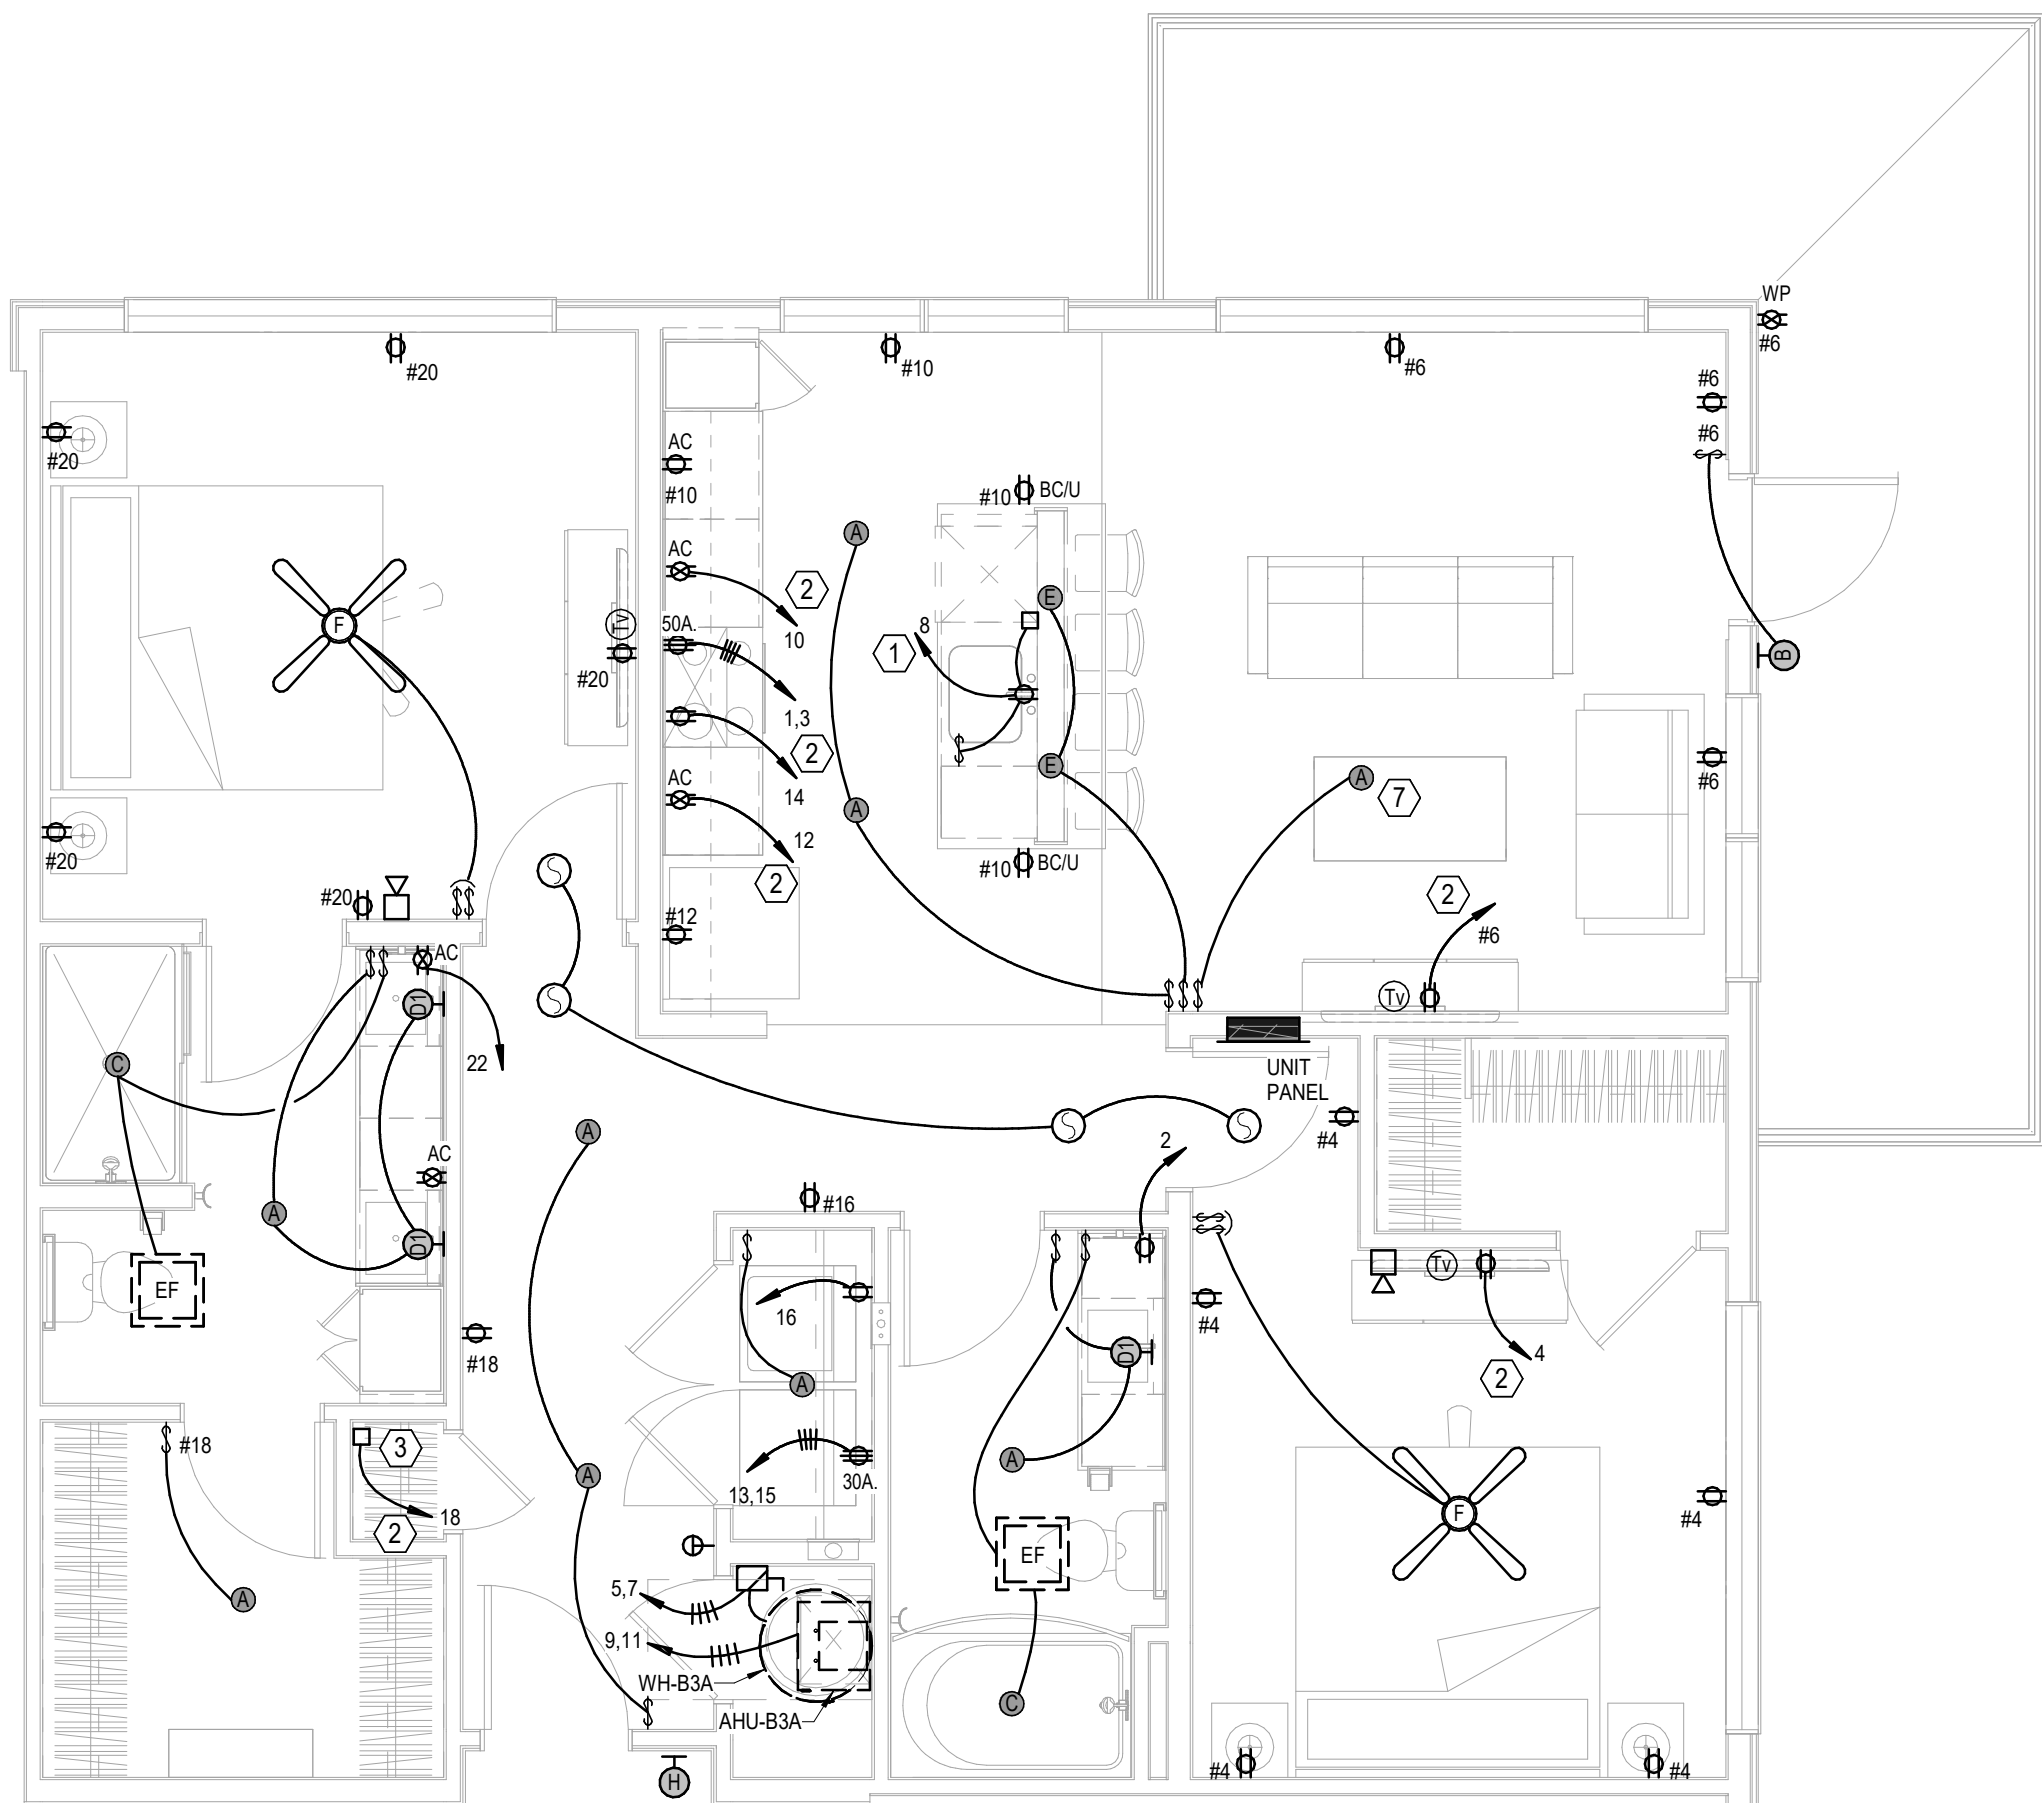 WP
#6
#20
#10
#6
#6
#6
#20
AC
#10
#10
BC/U
A
AC
2
10
E
8
1
F
Tv
50A.
#20
B
1,3
2
14
E
A
7
#6
AC
12
A
2
#20
#10
BC/U
#20
#12
2
#6
S
AC
S
D1
Tv
22
C
UNIT
PANEL
S
S
A
2
#4
AC
#16
A
D1
EF
16
#4
Tv
#18
D1
4
2
A
#18
3
A
A
30A.
13,15
#4
18
2
F
EF
5,7
A
9,11
WH-B3A
AHU-B3A
C
H
#4
#4